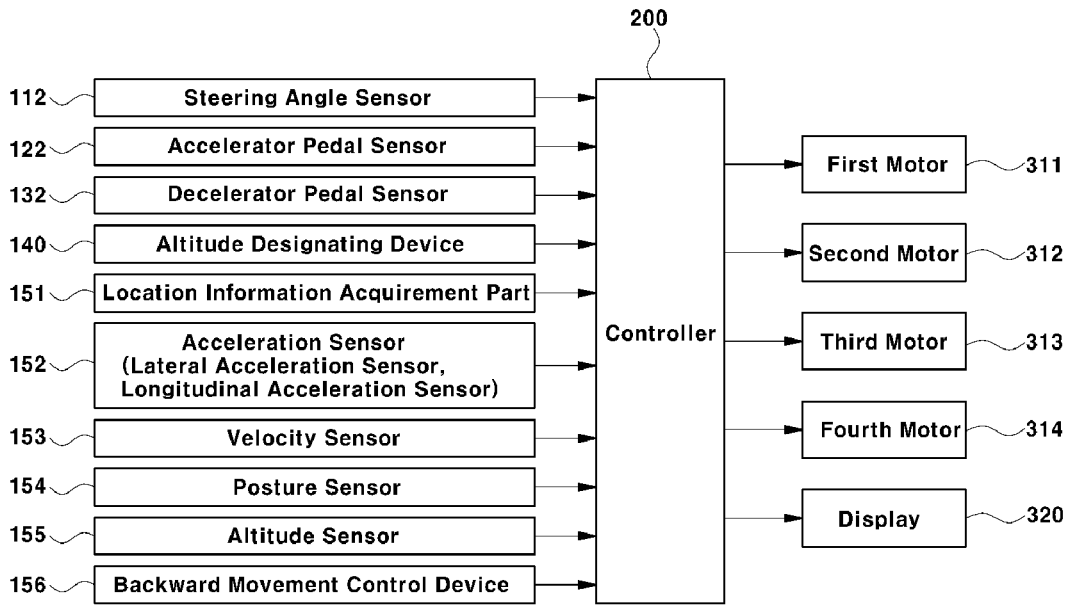 200
112 Steering Angle Sensor
122 Accelerator Pedal Sensor
132 Decelerator Pedal Sensor
140 Altitude Designating Device
151 Location Information Acquirement Part
152 Acceleration Sensor
(Lateral Acceleration Sensor,
Longitudinal Acceleration Sensor)
153 Velocity Sensor
154 Posture Sensor
155 Altitude Sensor
156 Backward Movement Control Device
Controller
First Motor 311
Second Motor 312
Third Motor 313
Fourth Motor 314
Display 320